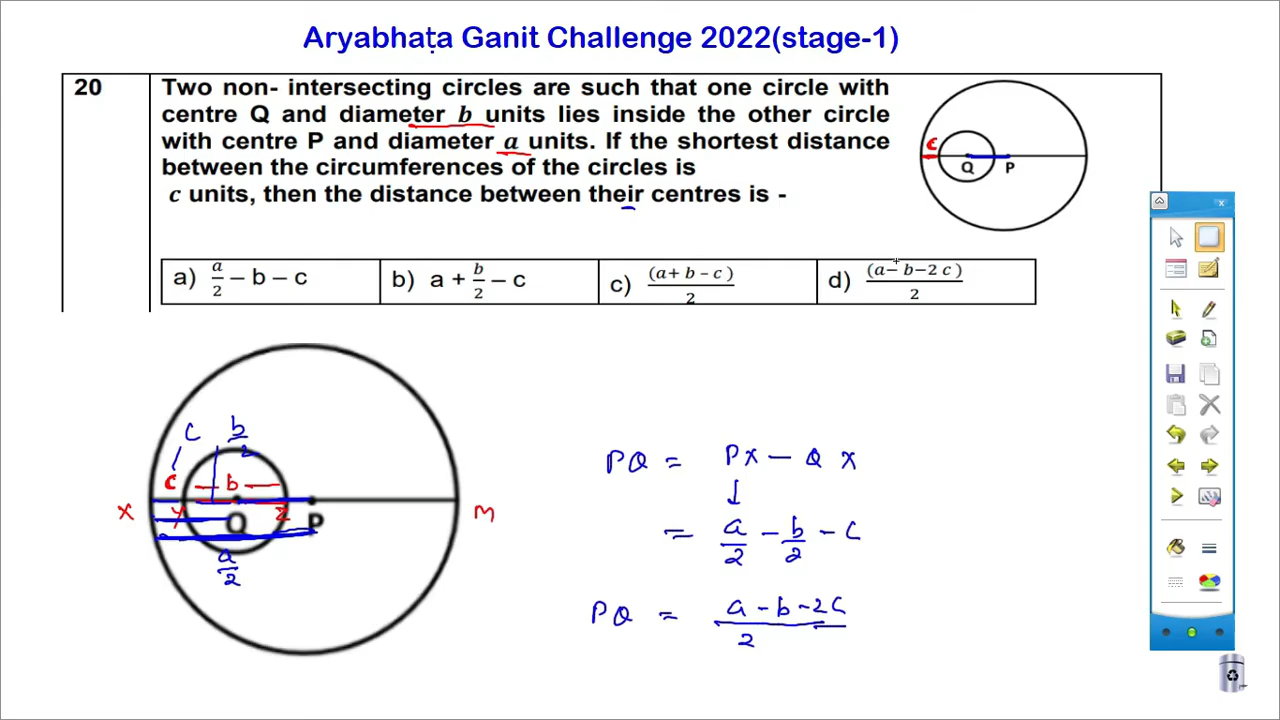 Aryabhaṭa Ganit Challenge 2022(stage-1)
20
Two non- intersecting circles are such that one circle with
centre Q and diameter b units lies inside the other circle
with centre P and diameter a units. If the shortest distance
between the circumferences of the circles is
c units, then the distance between their centres is -
c
Q P
a) a/2 – b – c
b) a + b/2 – c
c) (a+ b – c )/2
d) (a– b–2 c )/2
C b/2
c b
X Y Z M
Q P
a/2
PQ = PX – QX
↓
= a/2 – b/2 – C
PQ = a – b – 2C/2